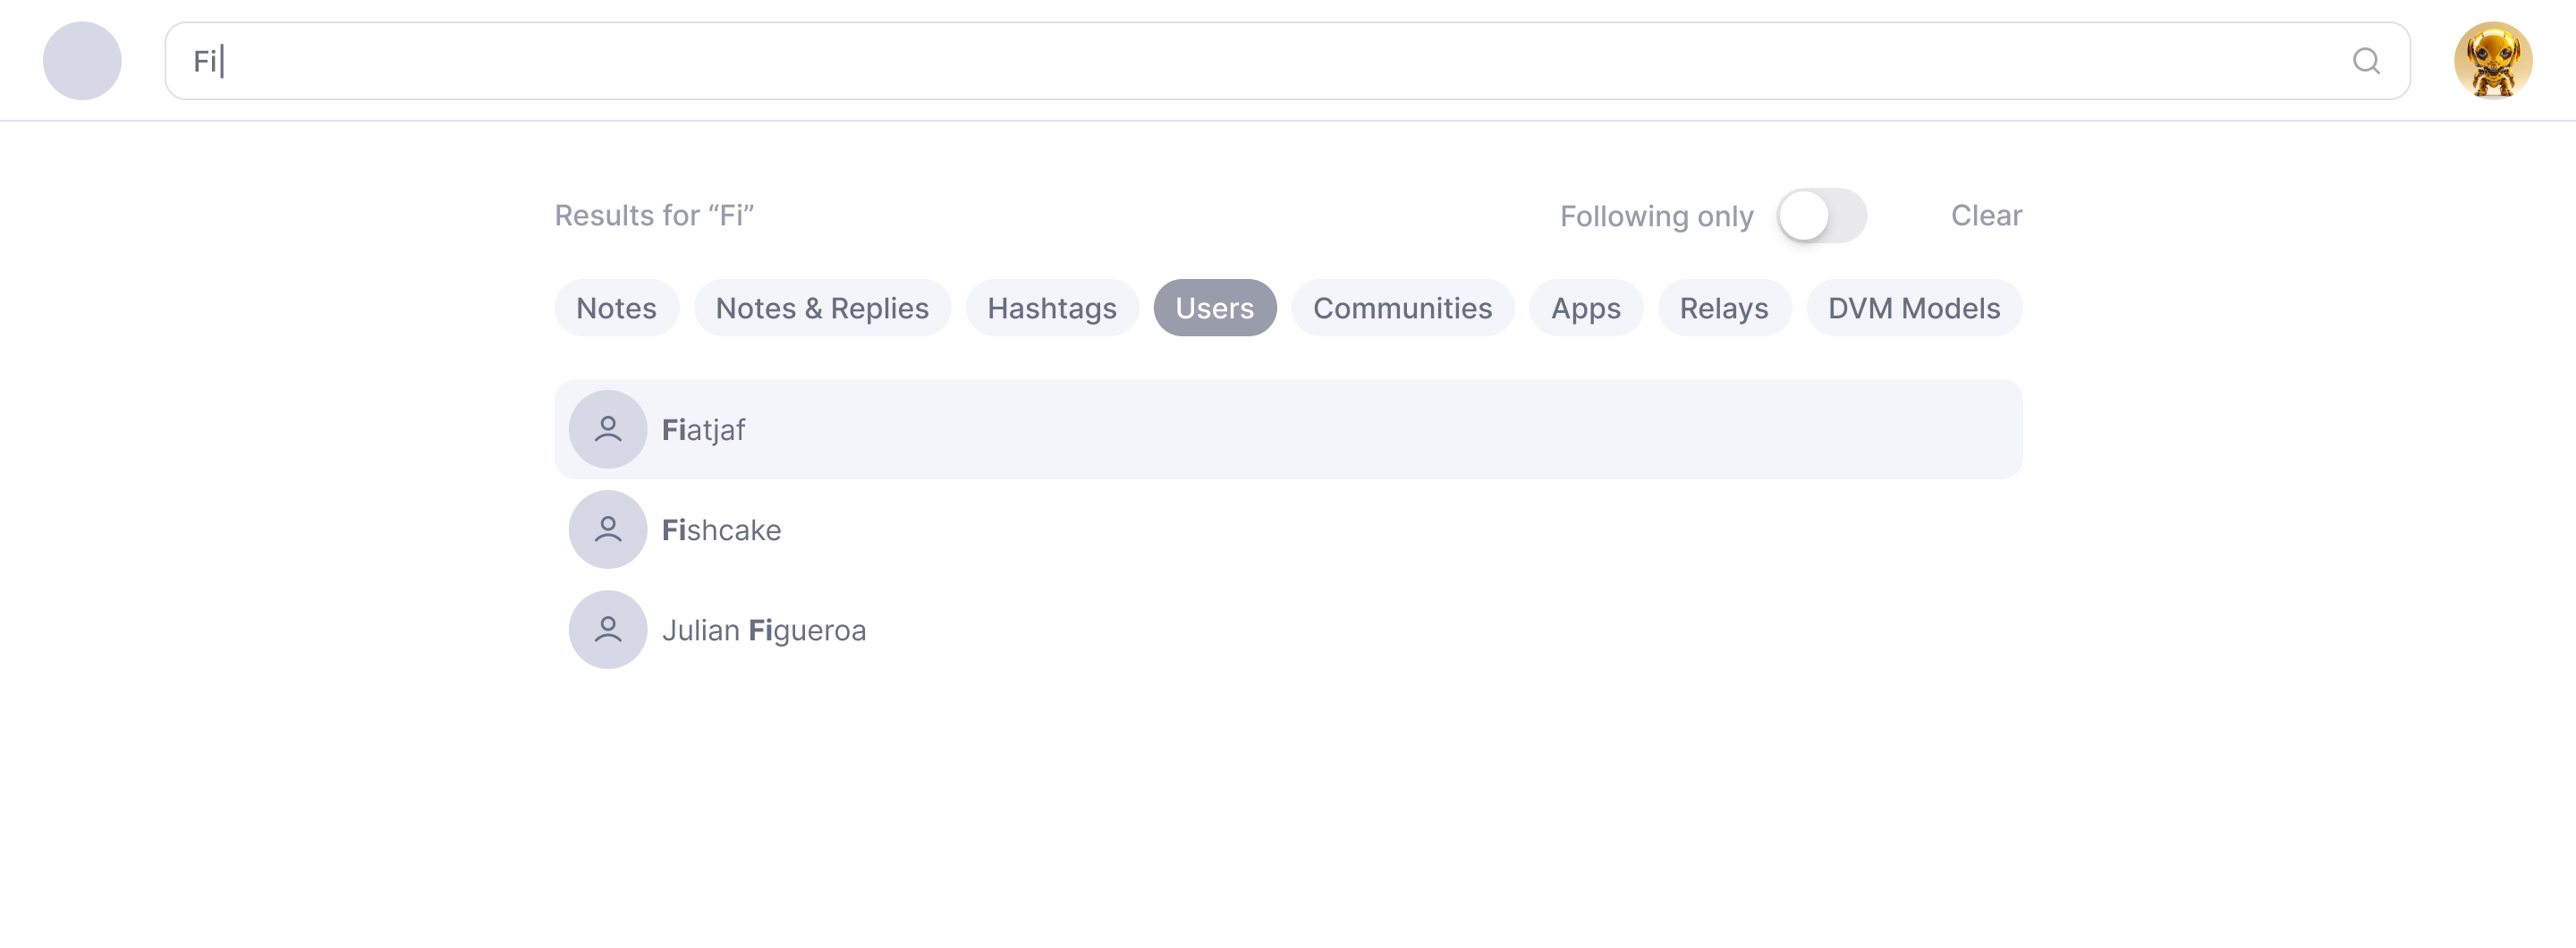 Fi
Results for “Fi”
Following only
Clear
Notes
Notes & Replies
Hashtags
Users
Communities
Apps
Relays
DVM Models
Fiatjaf
Fishcake
Julian Figueroa